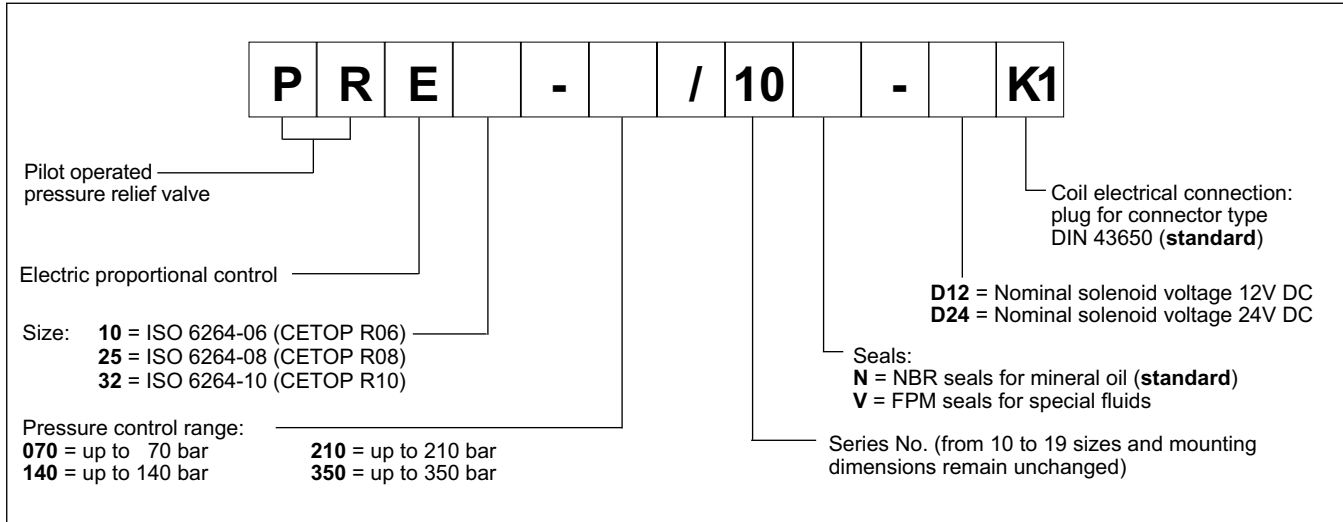 P R E - / 10 - K1
Pilot operated
pressure relief valve
Coil electrical connection:
plug for connector type
DIN 43650 (standard)
Electric proportional control
D12 = Nominal solenoid voltage 12V DC
D24 = Nominal solenoid voltage 24V DC
Size: 10 = ISO 6264-06 (CETOP R06)
25 = ISO 6264-08 (CETOP R08)
32 = ISO 6264-10 (CETOP R10)
Seals:
N = NBR seals for mineral oil (standard)
V = FPM seals for special fluids
Pressure control range:
070 = up to 70 bar 210 = up to 210 bar
140 = up to 140 bar 350 = up to 350 bar
Series No. (from 10 to 19 sizes and mounting
dimensions remain unchanged)